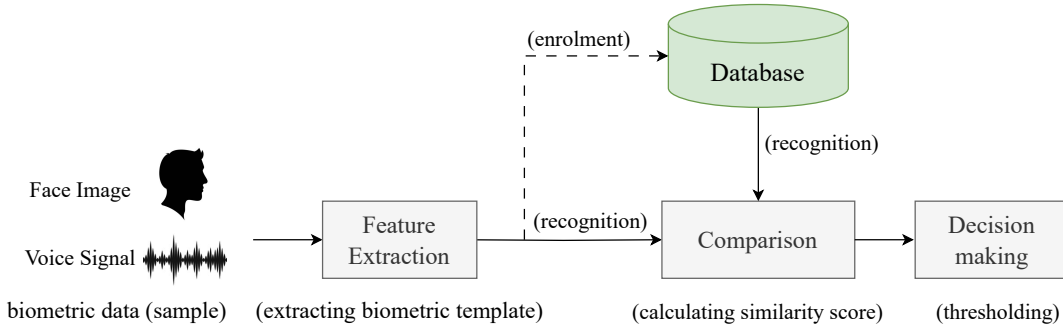 (enrolment)
Database
(recognition)
Face Image
Voice Signal
Feature
Extraction
(recognition)
Comparison
Decision
making
biometric data (sample)
(extracting biometric template)
(calculating similarity score)
(thresholding)